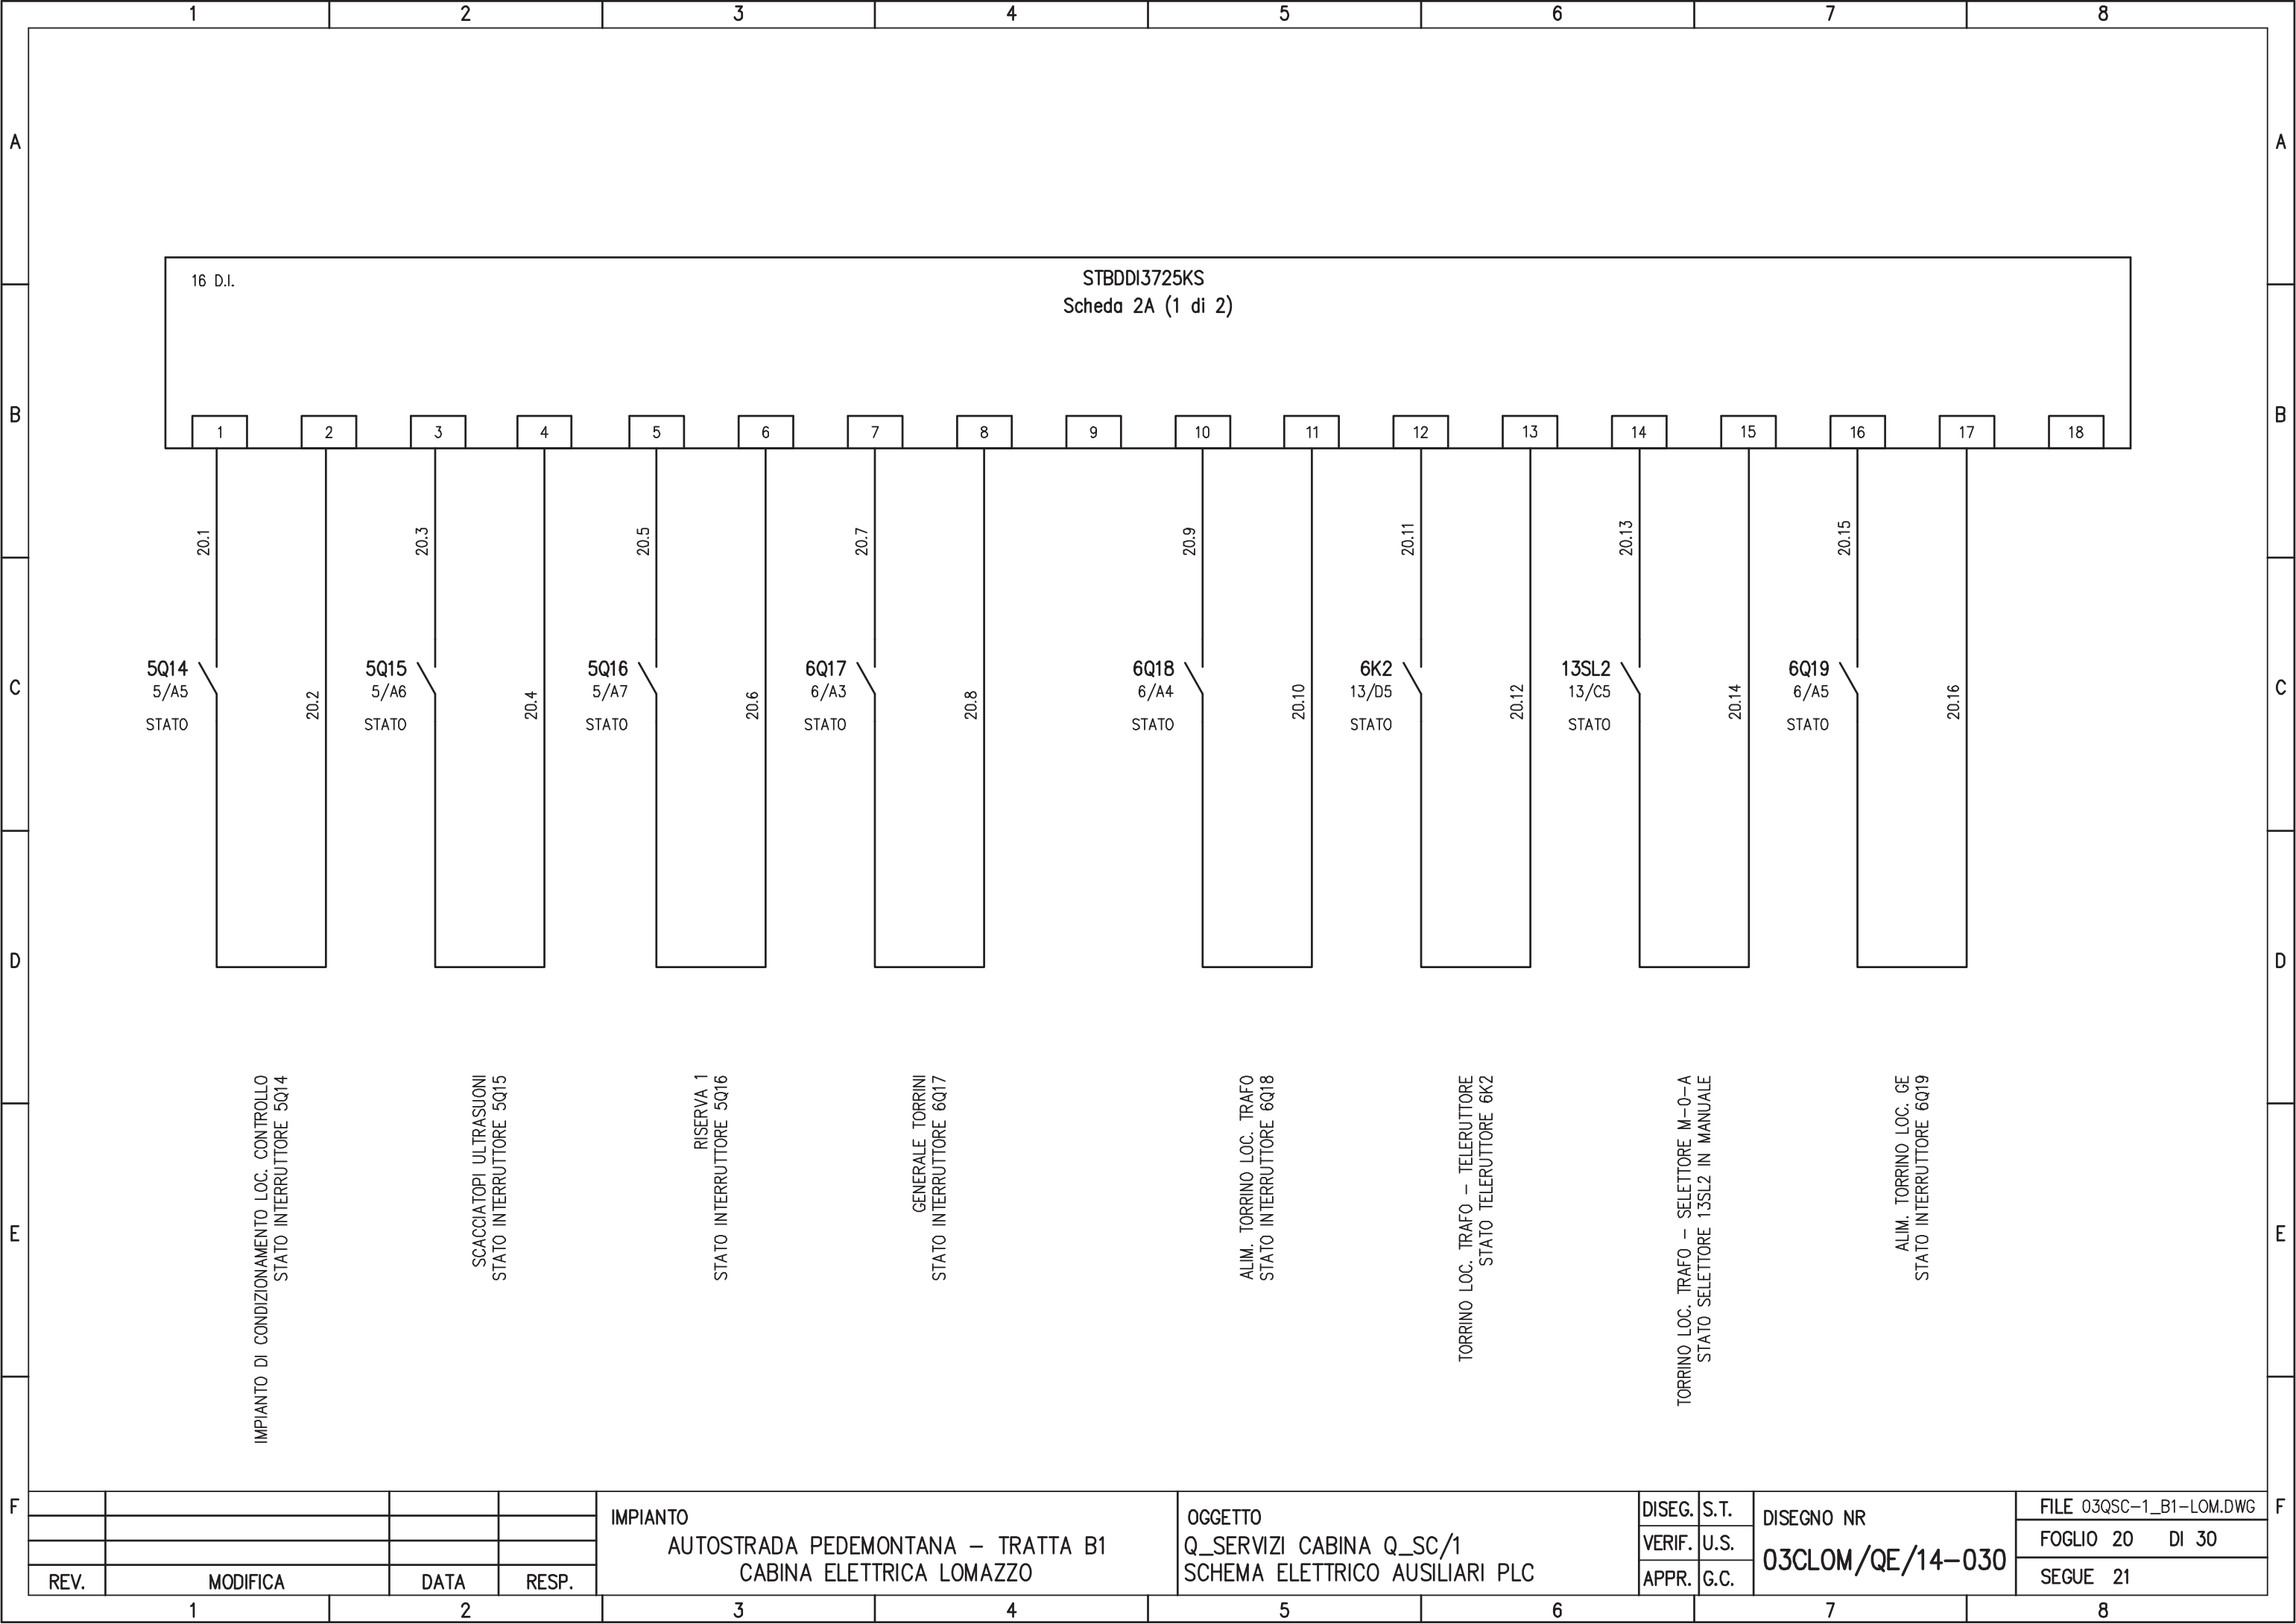 1 2 3 4 5 6 7 8
A A
16 D.I.
STBDDI3725KS
Scheda 2A (1 di 2)
B B
1 2 3 4 5 6 7 8 9 10 11 12 13 14 15 16 17 18
20.1
20.3
20.5
20.7
20.9
20.11
20.13
20.15
C C
5Q14
5/A5
STATO
20.2
5Q15
5/A6
STATO
20.4
5Q16
5/A7
STATO
20.6
6Q17
6/A3
STATO
20.8
6Q18
6/A4
STATO
20.10
6K2
13/D5
STATO
20.12
13SL2
13/C5
STATO
20.14
6Q19
6/A5
STATO
20.16
D D
IMPIANTO DI CONDIZIONAMENTO LOC. CONTROLLO
STATO INTERRUTTORE 5Q14
SCACCIATOPI ULTRASUONI
STATO INTERRUTTORE 5Q15
RISERVA 1
STATO INTERRUTTORE 5Q16
GENERALE TORRINI
STATO INTERRUTTORE 6Q17
ALIM. TORRINO LOC. TRAFO
STATO INTERRUTTORE 6Q18
TORRINO LOC. TRAFO – TELERUTTORE
STATO TELERUTTORE 6K2
TORRINO LOC. TRAFO – SELETTORE M-0-A
STATO SELETTORE 13SL2 IN MANUALE
ALIM. TORRINO LOC. GE
STATO INTERRUTTORE 6Q19
E E
F F
REV. MODIFICA DATA RESP.
IMPIANTO
AUTOSTRADA PEDEMONTANA – TRATTA B1
CABINA ELETTRICA LOMAZZO
OGGETTO
Q_SERVIZI CABINA Q_SC/1
SCHEMA ELETTRICO AUSILIARI PLC
DISEG. S.T.
VERIF. U.S.
APPR. G.C.
DISEGNO NR
03CLOM/QE/14-030
FILE 03QSC-1_B1-LOM.DWG
FOGLIO 20 DI 30
SEGUE 21
1 2 3 4 5 6 7 8